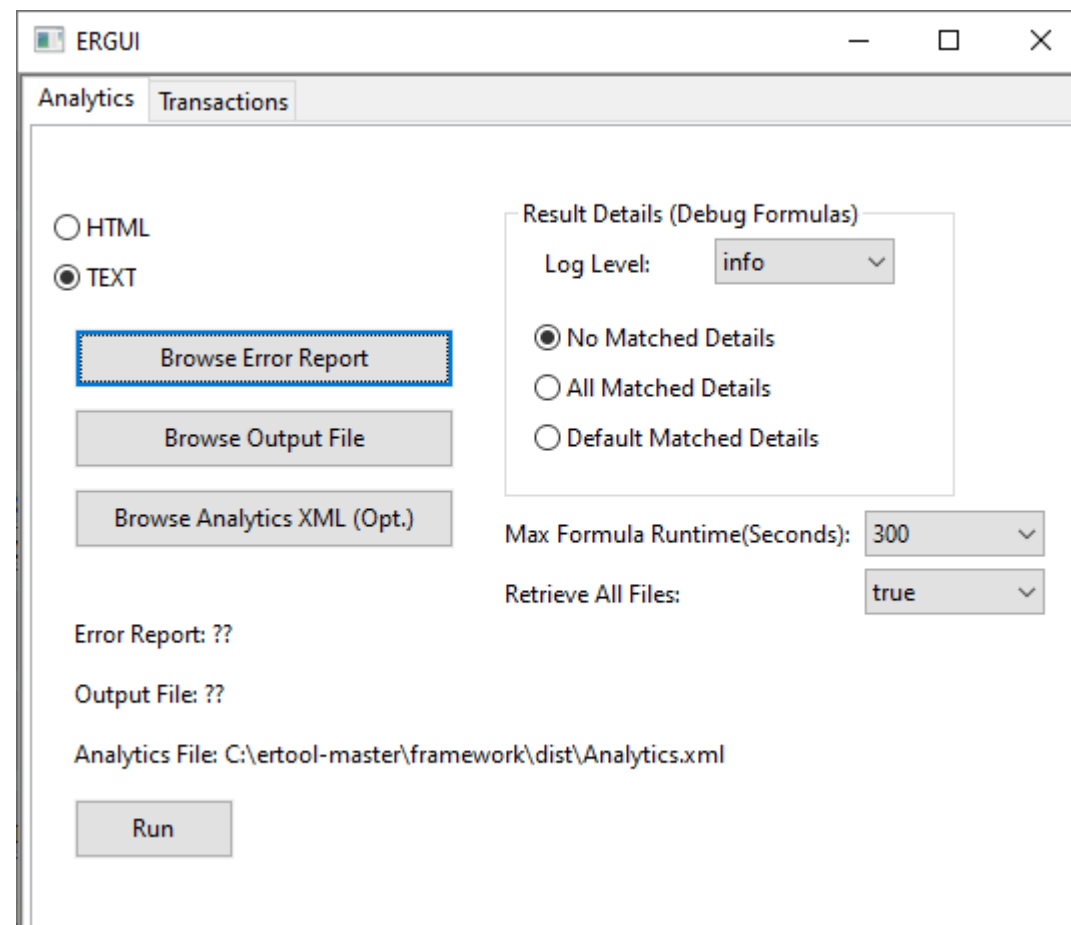 ERGUI
Analytics Transactions
HTML
TEXT
Browse Error Report
Browse Output File
Browse Analytics XML (Opt.)
Result Details (Debug Formulas)
Log Level: info
No Matched Details
All Matched Details
Default Matched Details
Max Formula Runtime(Seconds): 300
Retrieve All Files: true
Error Report: ??
Output File: ??
Analytics File: C:\ertool-master\framework\dist\Analytics.xml
Run